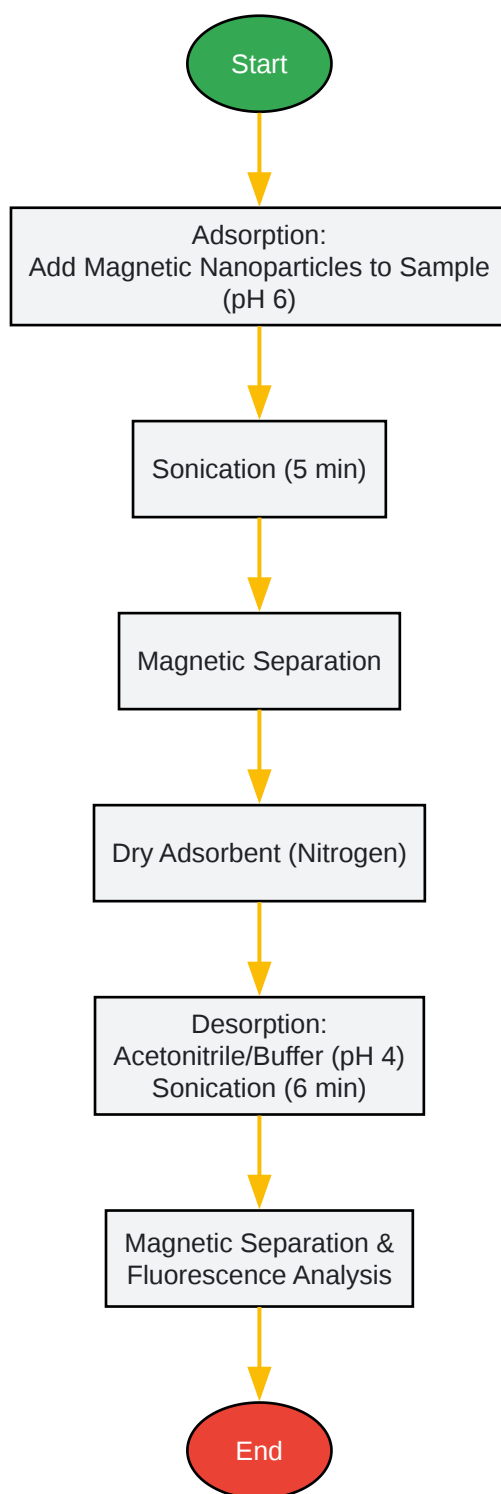 Start
Adsorption:
Add Magnetic Nanoparticles to Sample
(pH 6)
Sonication (5 min)
Magnetic Separation
Dry Adsorbent (Nitrogen)
Desorption:
Acetonitrile/Buffer (pH 4)
Sonication (6 min)
Magnetic Separation &
Fluorescence Analysis
End